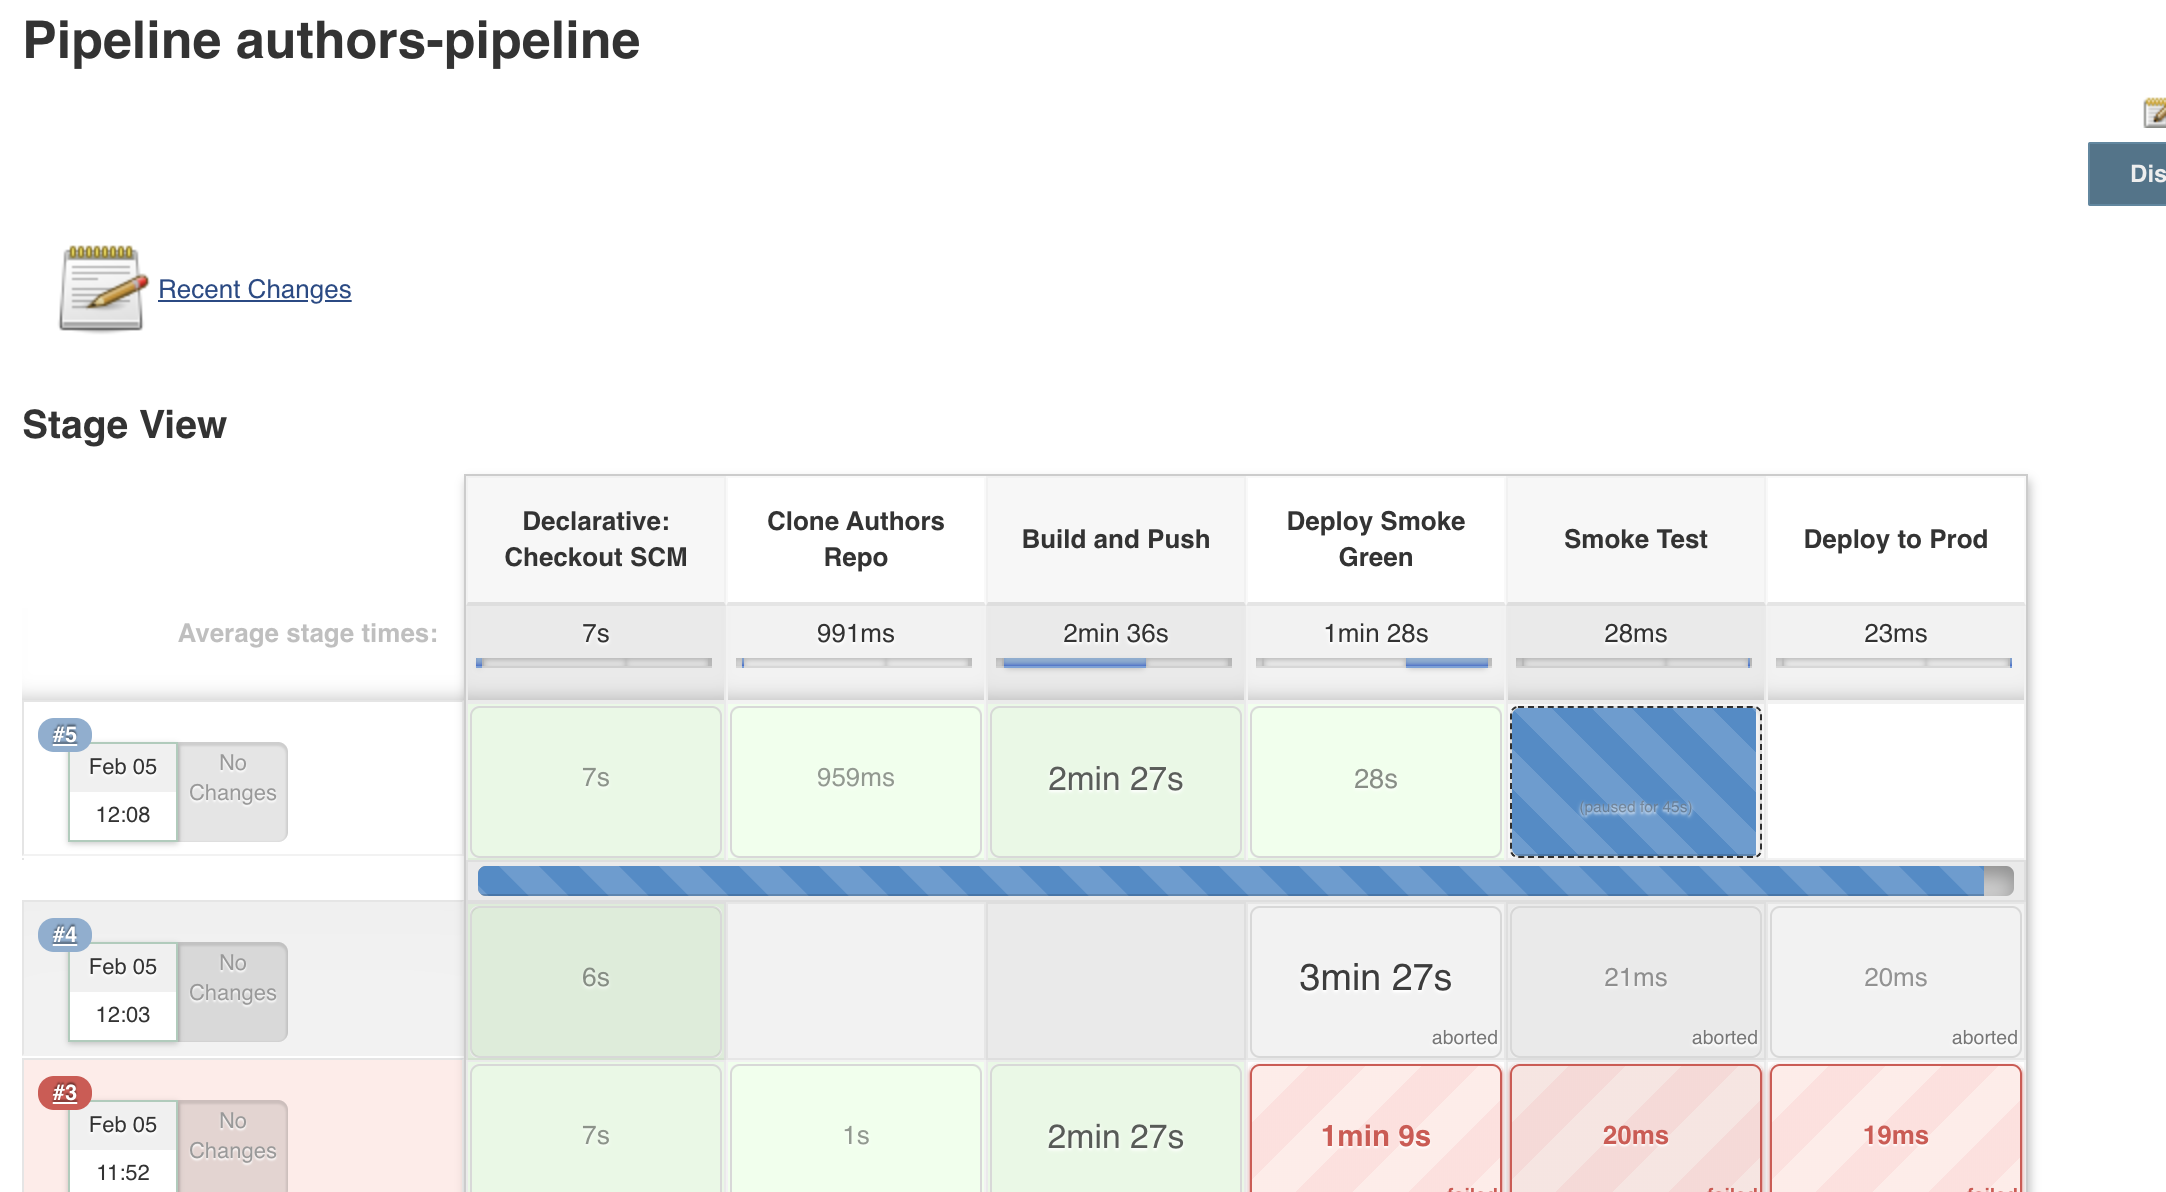 Pipeline authors-pipeline
Dis
Recent Changes
Stage View
Declarative:
Checkout SCM
Clone Authors
Repo
Build and Push
Deploy Smoke
Green
Smoke Test
Deploy to Prod
Average stage times:
7s
991ms
2min 36s
1min 28s
28ms
23ms
#5
Feb 05
12:08
No
Changes
7s
959ms
2min 27s
28s
(paused for 45s)
#4
Feb 05
12:03
No
Changes
6s
3min 27s
aborted
21ms
aborted
20ms
aborted
#3
Feb 05
11:52
No
Changes
7s
1s
2min 27s
1min 9s
failed
20ms
failed
19ms
failed